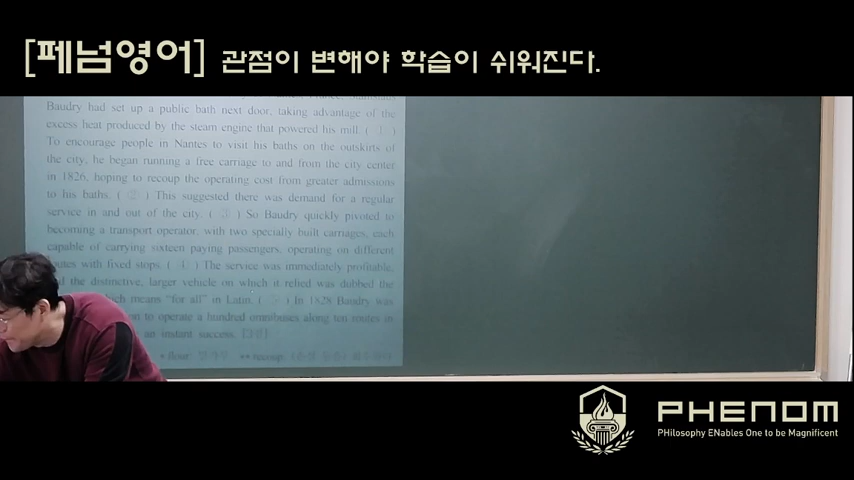 [페넘영어] 관점이 변해야 학습이 쉬워진다.
Baudry had set up a public bath next door, taking advantage of the
excess heat produced by the steam engine that powered his mill. ( 1 )
To encourage people in Nantes to visit his baths on the outskirts of
the city, he began running a free carriage to and from the city center
in 1826, hoping to recoup the operating cost from greater admissions
to his baths. ( 2 ) This suggested there was demand for a regular
service in and out of the city. ( 3 ) So Baudry quickly pivoted to
becoming a transport operator, with two specially built carriages, each
capable of carrying sixteen paying passengers, operating on different
routes with fixed stops. ( 4 ) The service was immediately profitable,
the distinctive, larger vehicle on which it relied was dubbed the
which means "for all" in Latin. ( ) In 1828 Baudry was
to operate a hundred omnibuses along ten routes in
an instant success.
* flour: ** recoup:
PHENOM
PHilosophy ENables One to be Magnificent